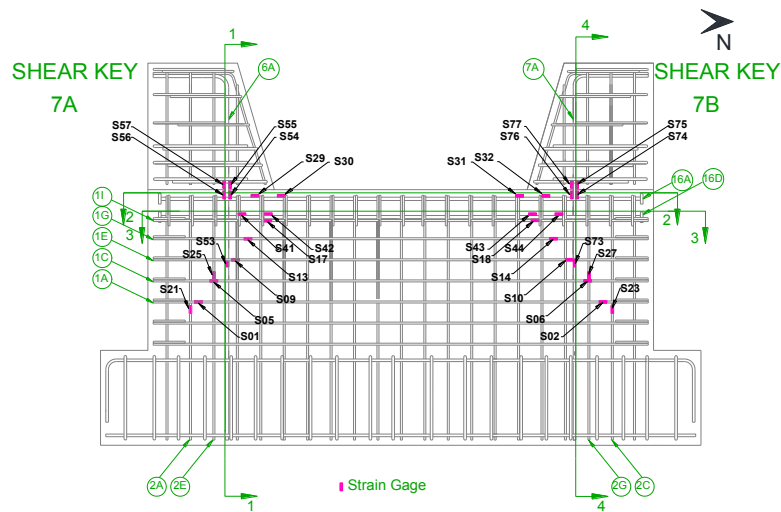 1
4
N
SHEAR KEY
7A
6A
7A
SHEAR KEY
7B
S57
S56
S55
S54
S29
S30
S77
S76
S75
S74
S31
S32
1I
1G
1E
1C
1A
2
3
16A
16D
2
3
S53
S25
S21
S41
S42
S17
S13
S09
S05
S01
S43
S18
S44
S14
S10
S06
S02
S73
S27
S23
2A
2E
1
Strain Gage
4
2G
2C